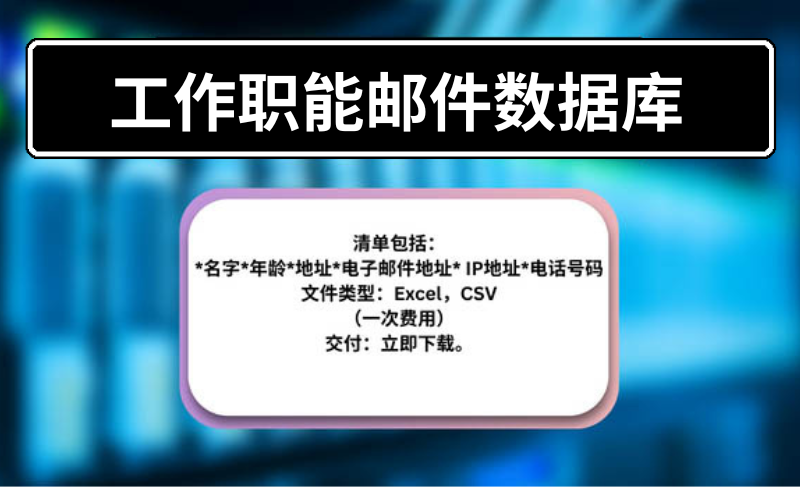 工作职能邮件数据库
清单包括：
*名字*年龄*地址*电子邮件地址* IP地址*电话号码
文件类型：Excel，CSV
（一次费用）
交付：立即下载。